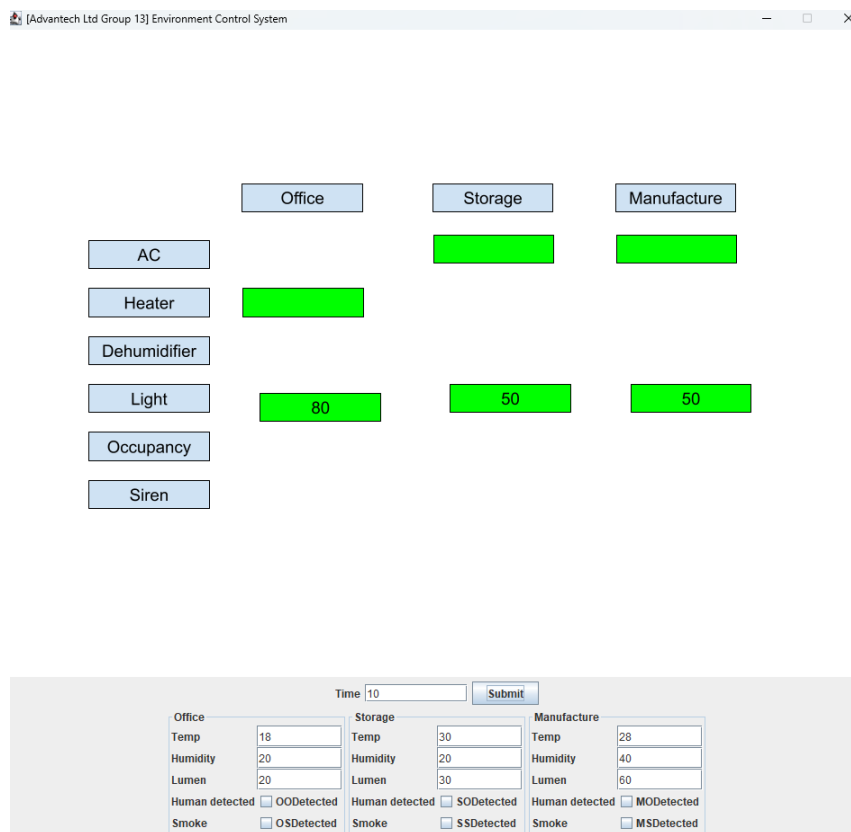 [Advantech Ltd Group 13] Environment Control System
Office Storage Manufacture
AC
Heater
Dehumidifier
Light 80 50 50
Occupancy
Siren
Time 10 Submit
Office Storage Manufacture
Temp 18 Temp 30 Temp 28
Humidity 20 Humidity 20 Humidity 40
Lumen 20 Lumen 30 Lumen 60
Human detected OODetected Human detected SODetected Human detected MODetected
Smoke OSDetected Smoke SSDetected Smoke MSDetected